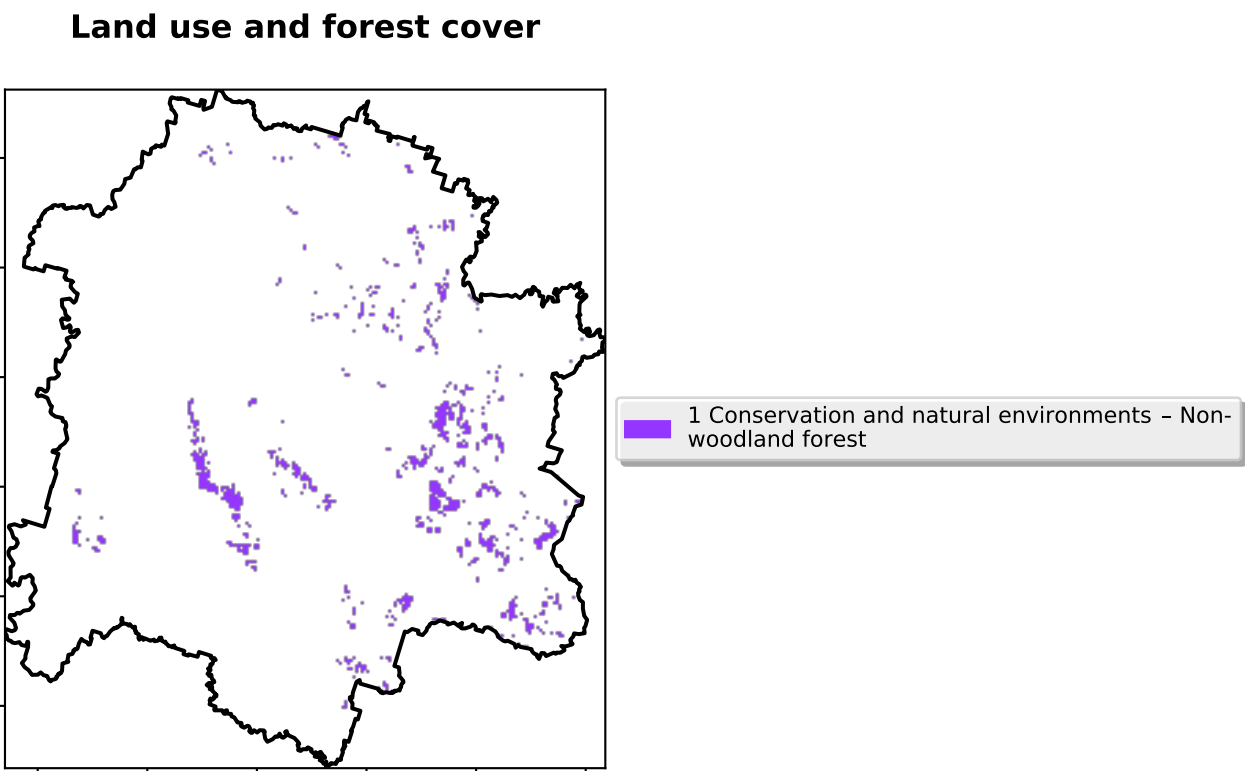 Land use and forest cover
1 Conservation and natural environments – Non-
woodland forest